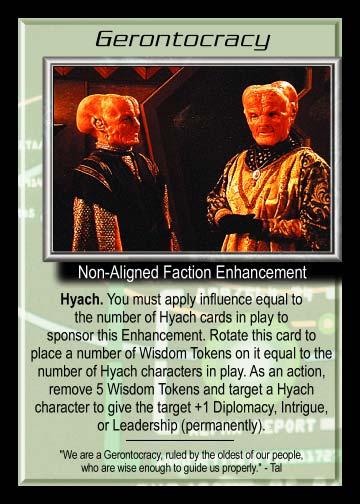 Gerontocracy
Non-Aligned Faction Enhancement
Hyach. You must apply influence equal to
the number of Hyach cards in play to
sponsor this Enhancement. Rotate this card to
place a number of Wisdom Tokens on it equal to the
number of Hyach characters in play. As an action,
remove 5 Wisdom Tokens and target a Hyach
character to give the target +1 Diplomacy, Intrigue,
or Leadership (permanently).
"We are a Gerontocracy, ruled by the oldest of our people,
who are wise enough to guide us properly." - Tal